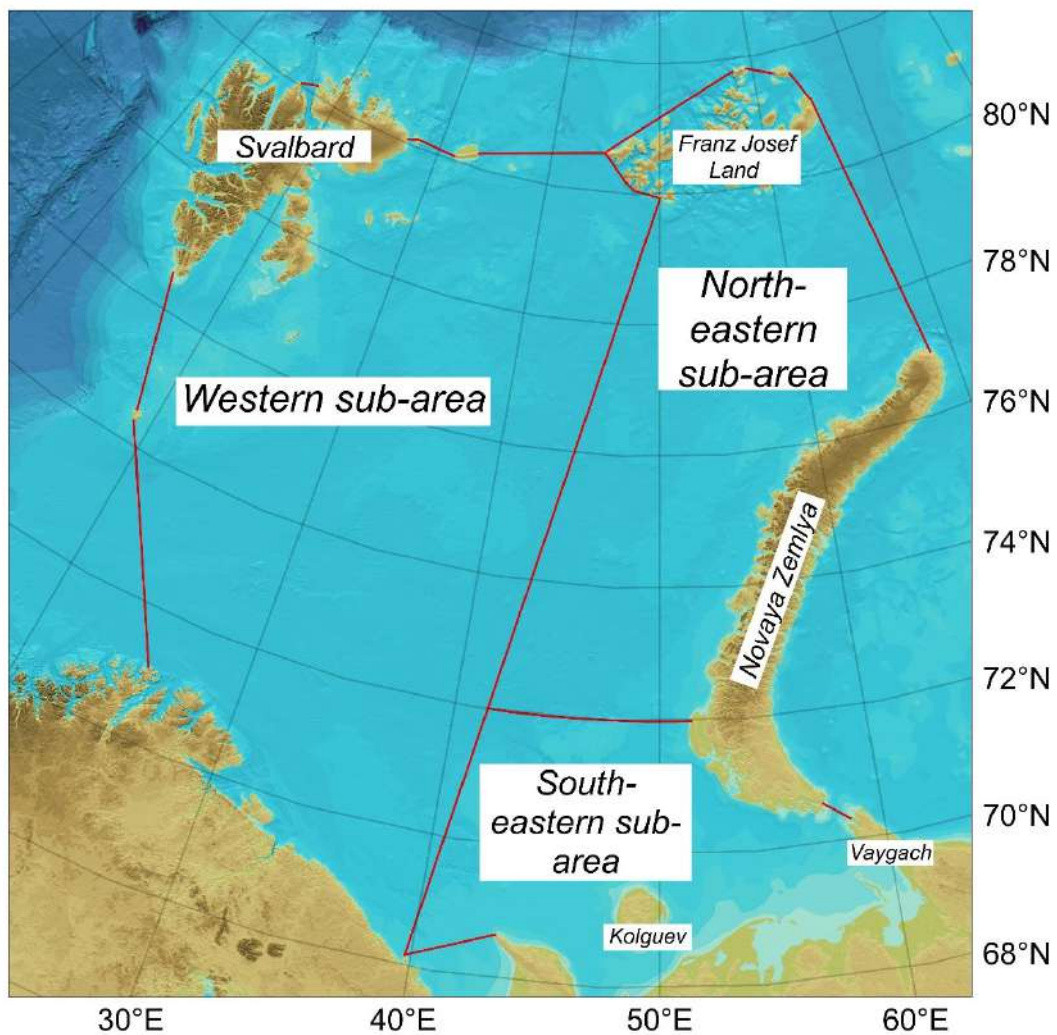 80°N
Svalbard
Franz Josef
Land
78°N
North-
eastern
sub-area
Western sub-area
76°N
74°N
Novaya Zemlya
72°N
South-
eastern sub-
area
70°N
Vaygach
Kolguev
68°N
30°E
40°E
50°E
60°E